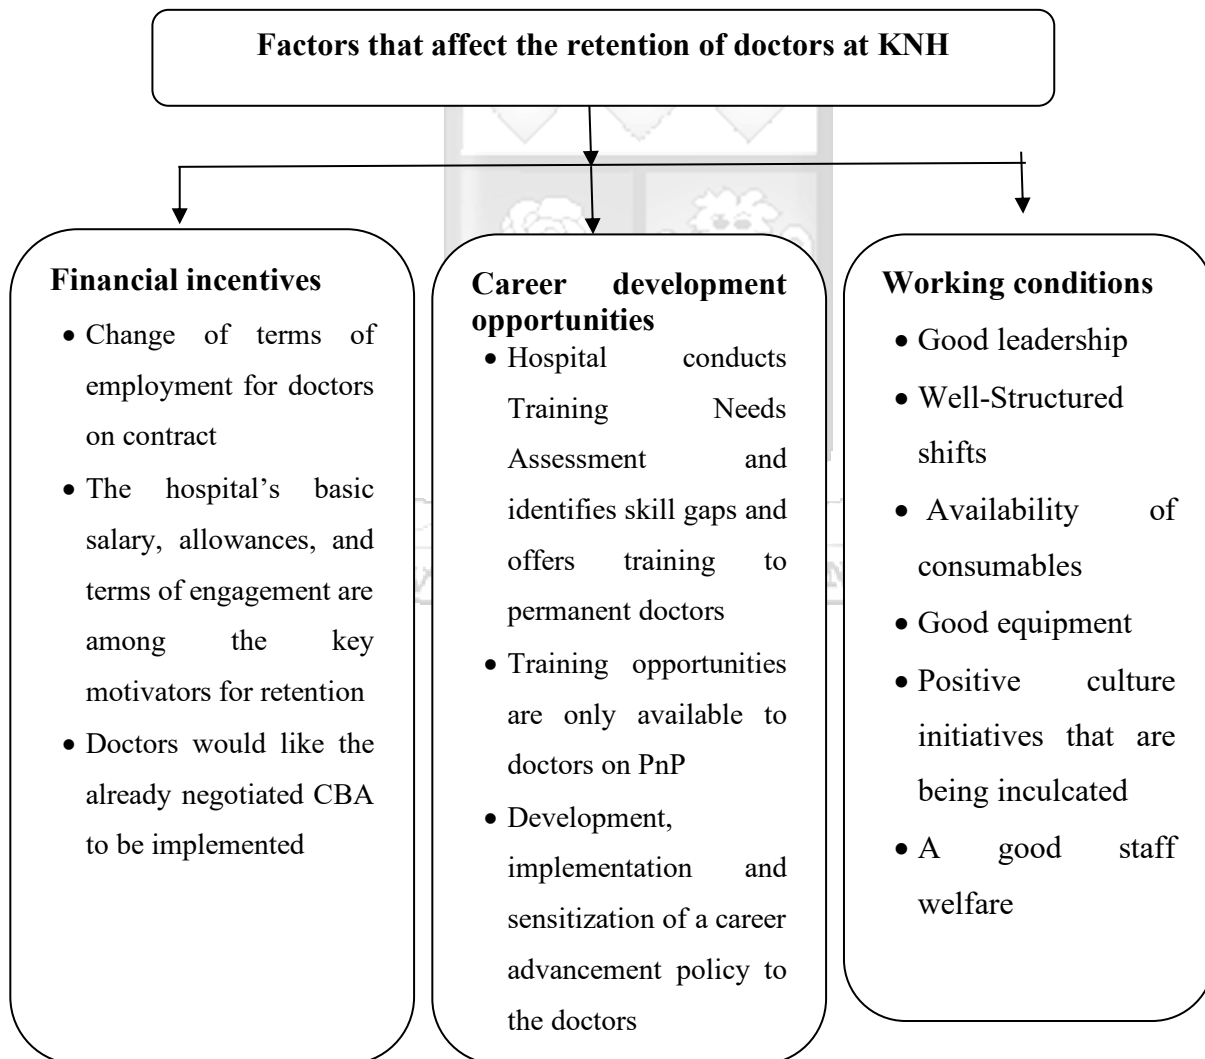 Factors that affect the retention of doctors at KNH
Financial incentives
• Change of terms of
employment for doctors
on contract
• The hospital’s basic
salary, allowances, and
terms of engagement are
among the key
motivators for retention
• Doctors would like the
already negotiated CBA
to be implemented
Career development
opportunities
• Hospital conducts
Training Needs
Assessment and
identifies skill gaps and
offers training to
permanent doctors
• Training opportunities
are only available to
doctors on PnP
• Development,
implementation and
sensitization of a career
advancement policy to
the doctors
Working conditions
• Good leadership
• Well-Structured
shifts
• Availability of
consumables
• Good equipment
• Positive culture
initiatives that are
being inculcated
• A good staff
welfare